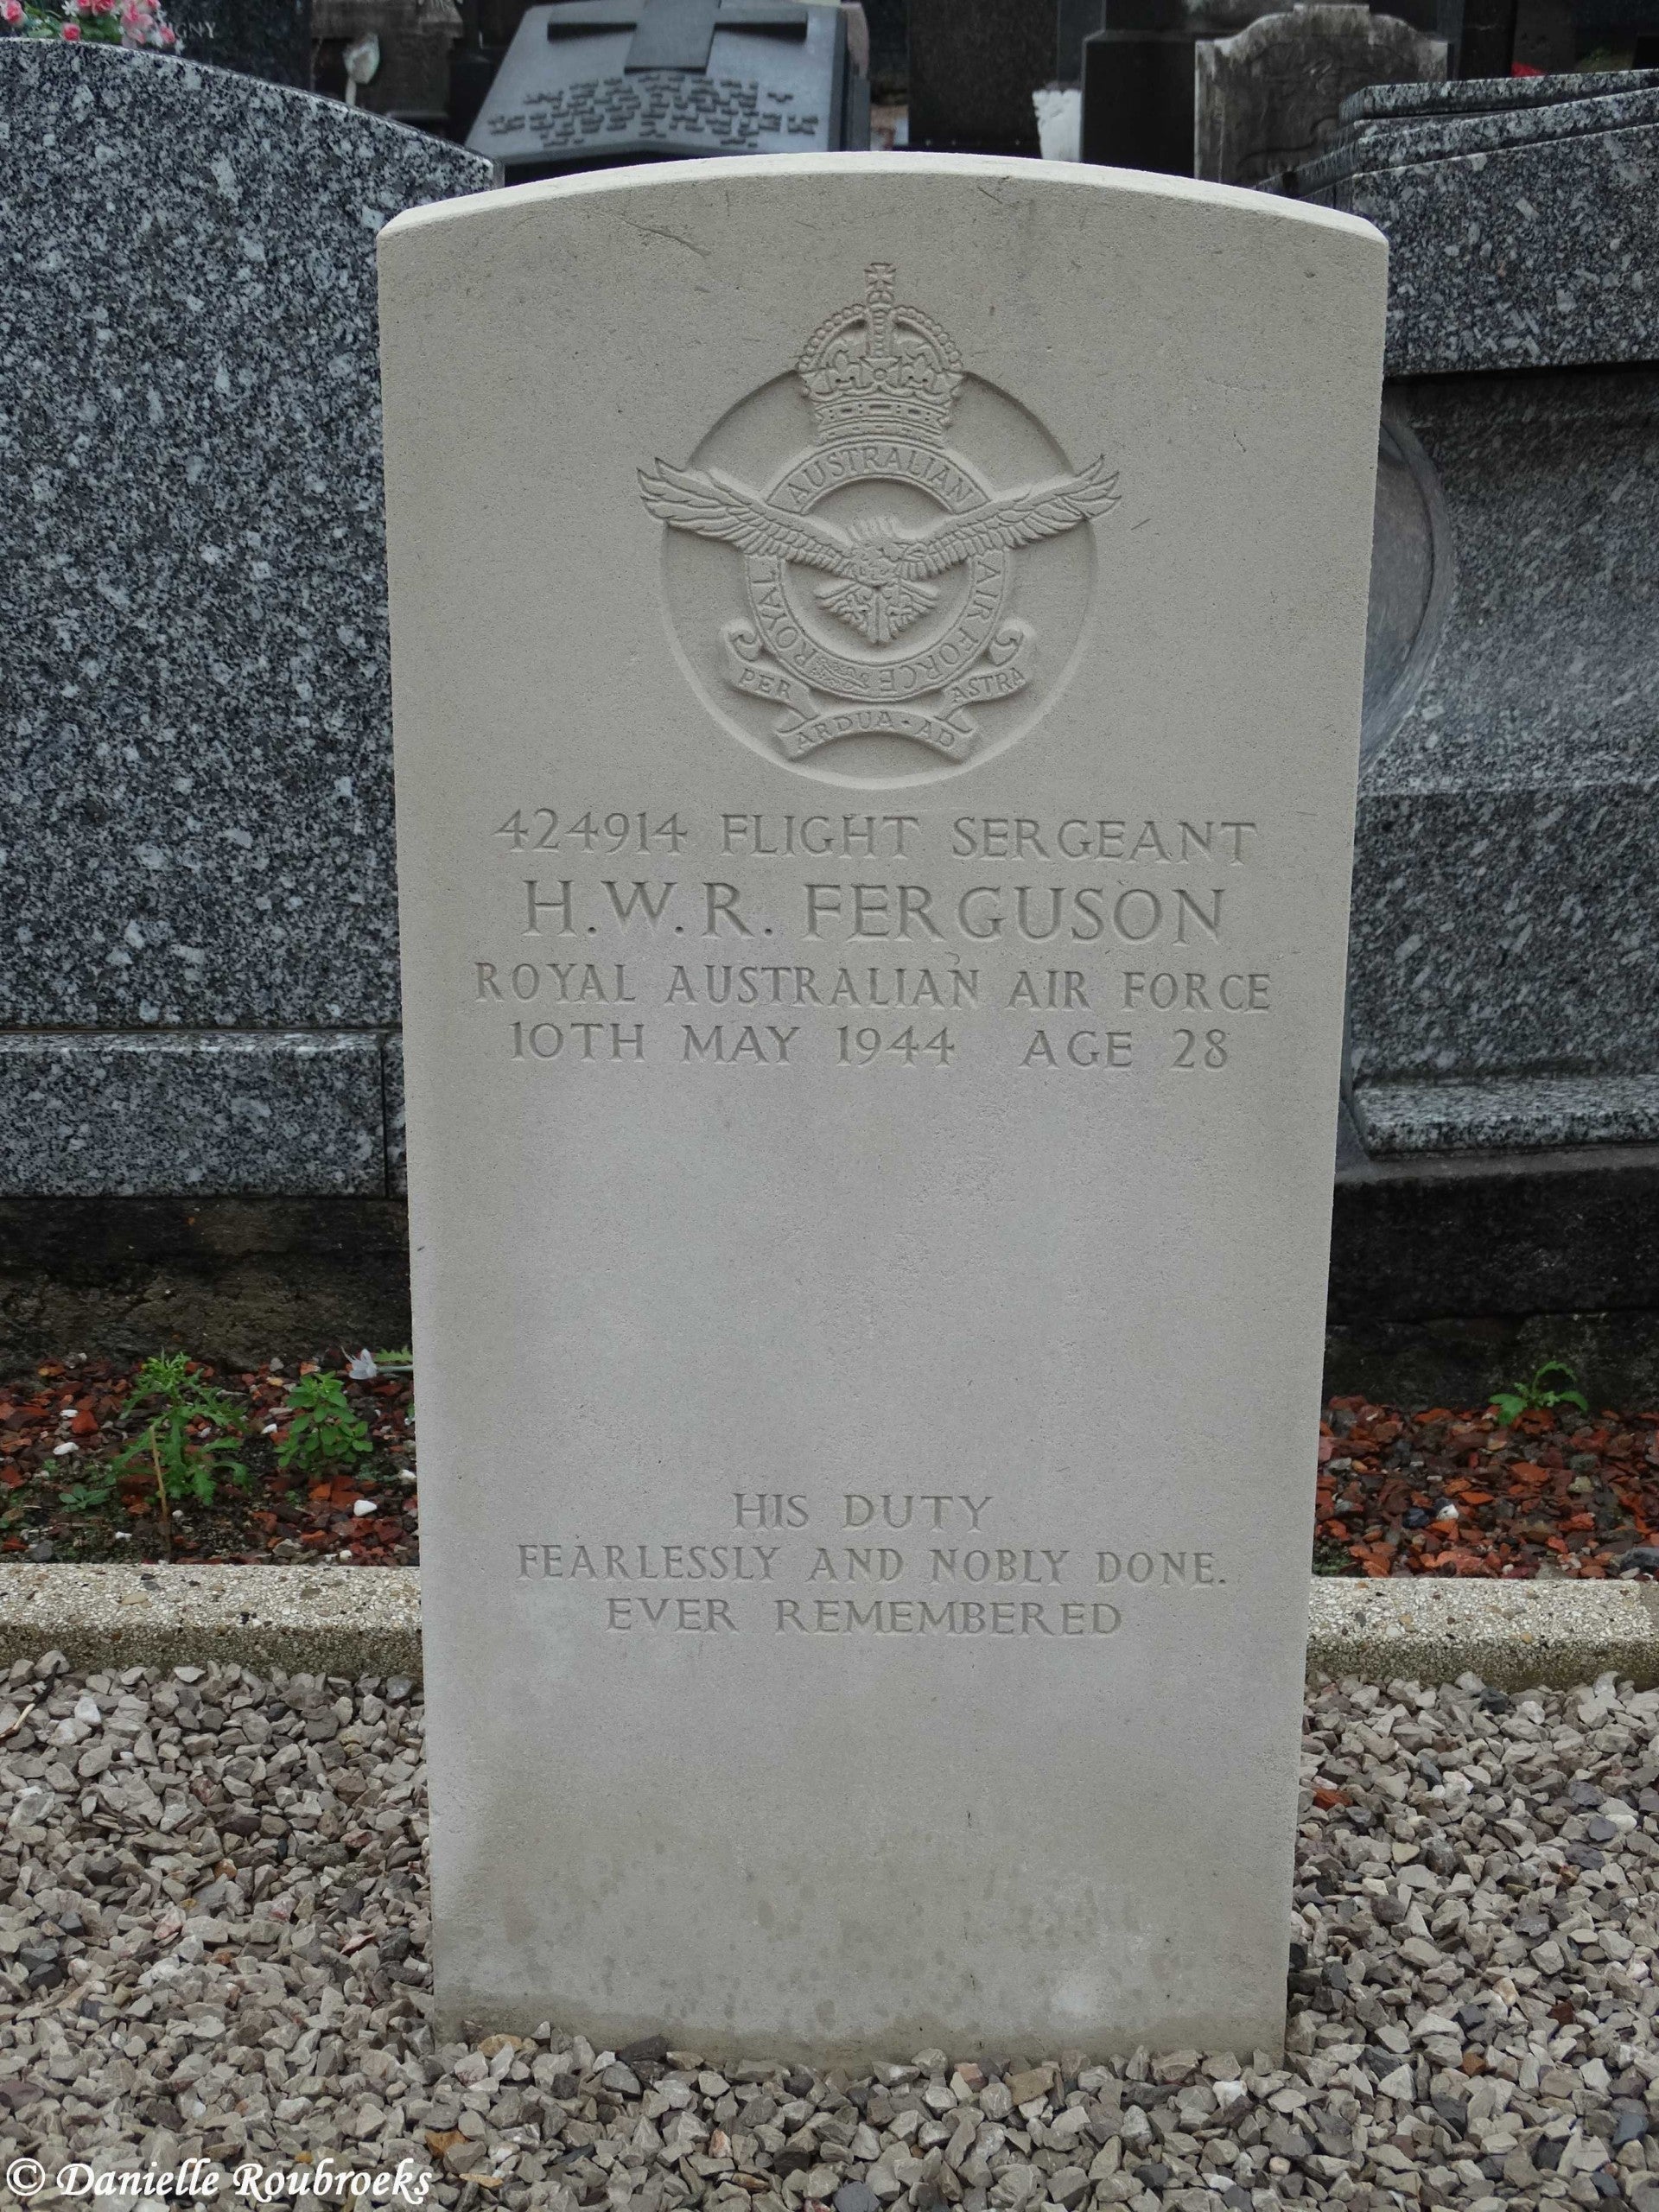 GNY
AUSTRALIAN
ROYAL AIR FORCE
PER ASTRA
ARDUA · AD
424914 FLIGHT SERGEANT
H.W.R. FERGUSON
ROYAL AUSTRALIAN AIR FORCE
10TH MAY 1944 AGE 28
HIS DUTY
FEARLESSLY AND NOBLY DONE.
EVER REMEMBERED
© Danielle Roubroeks